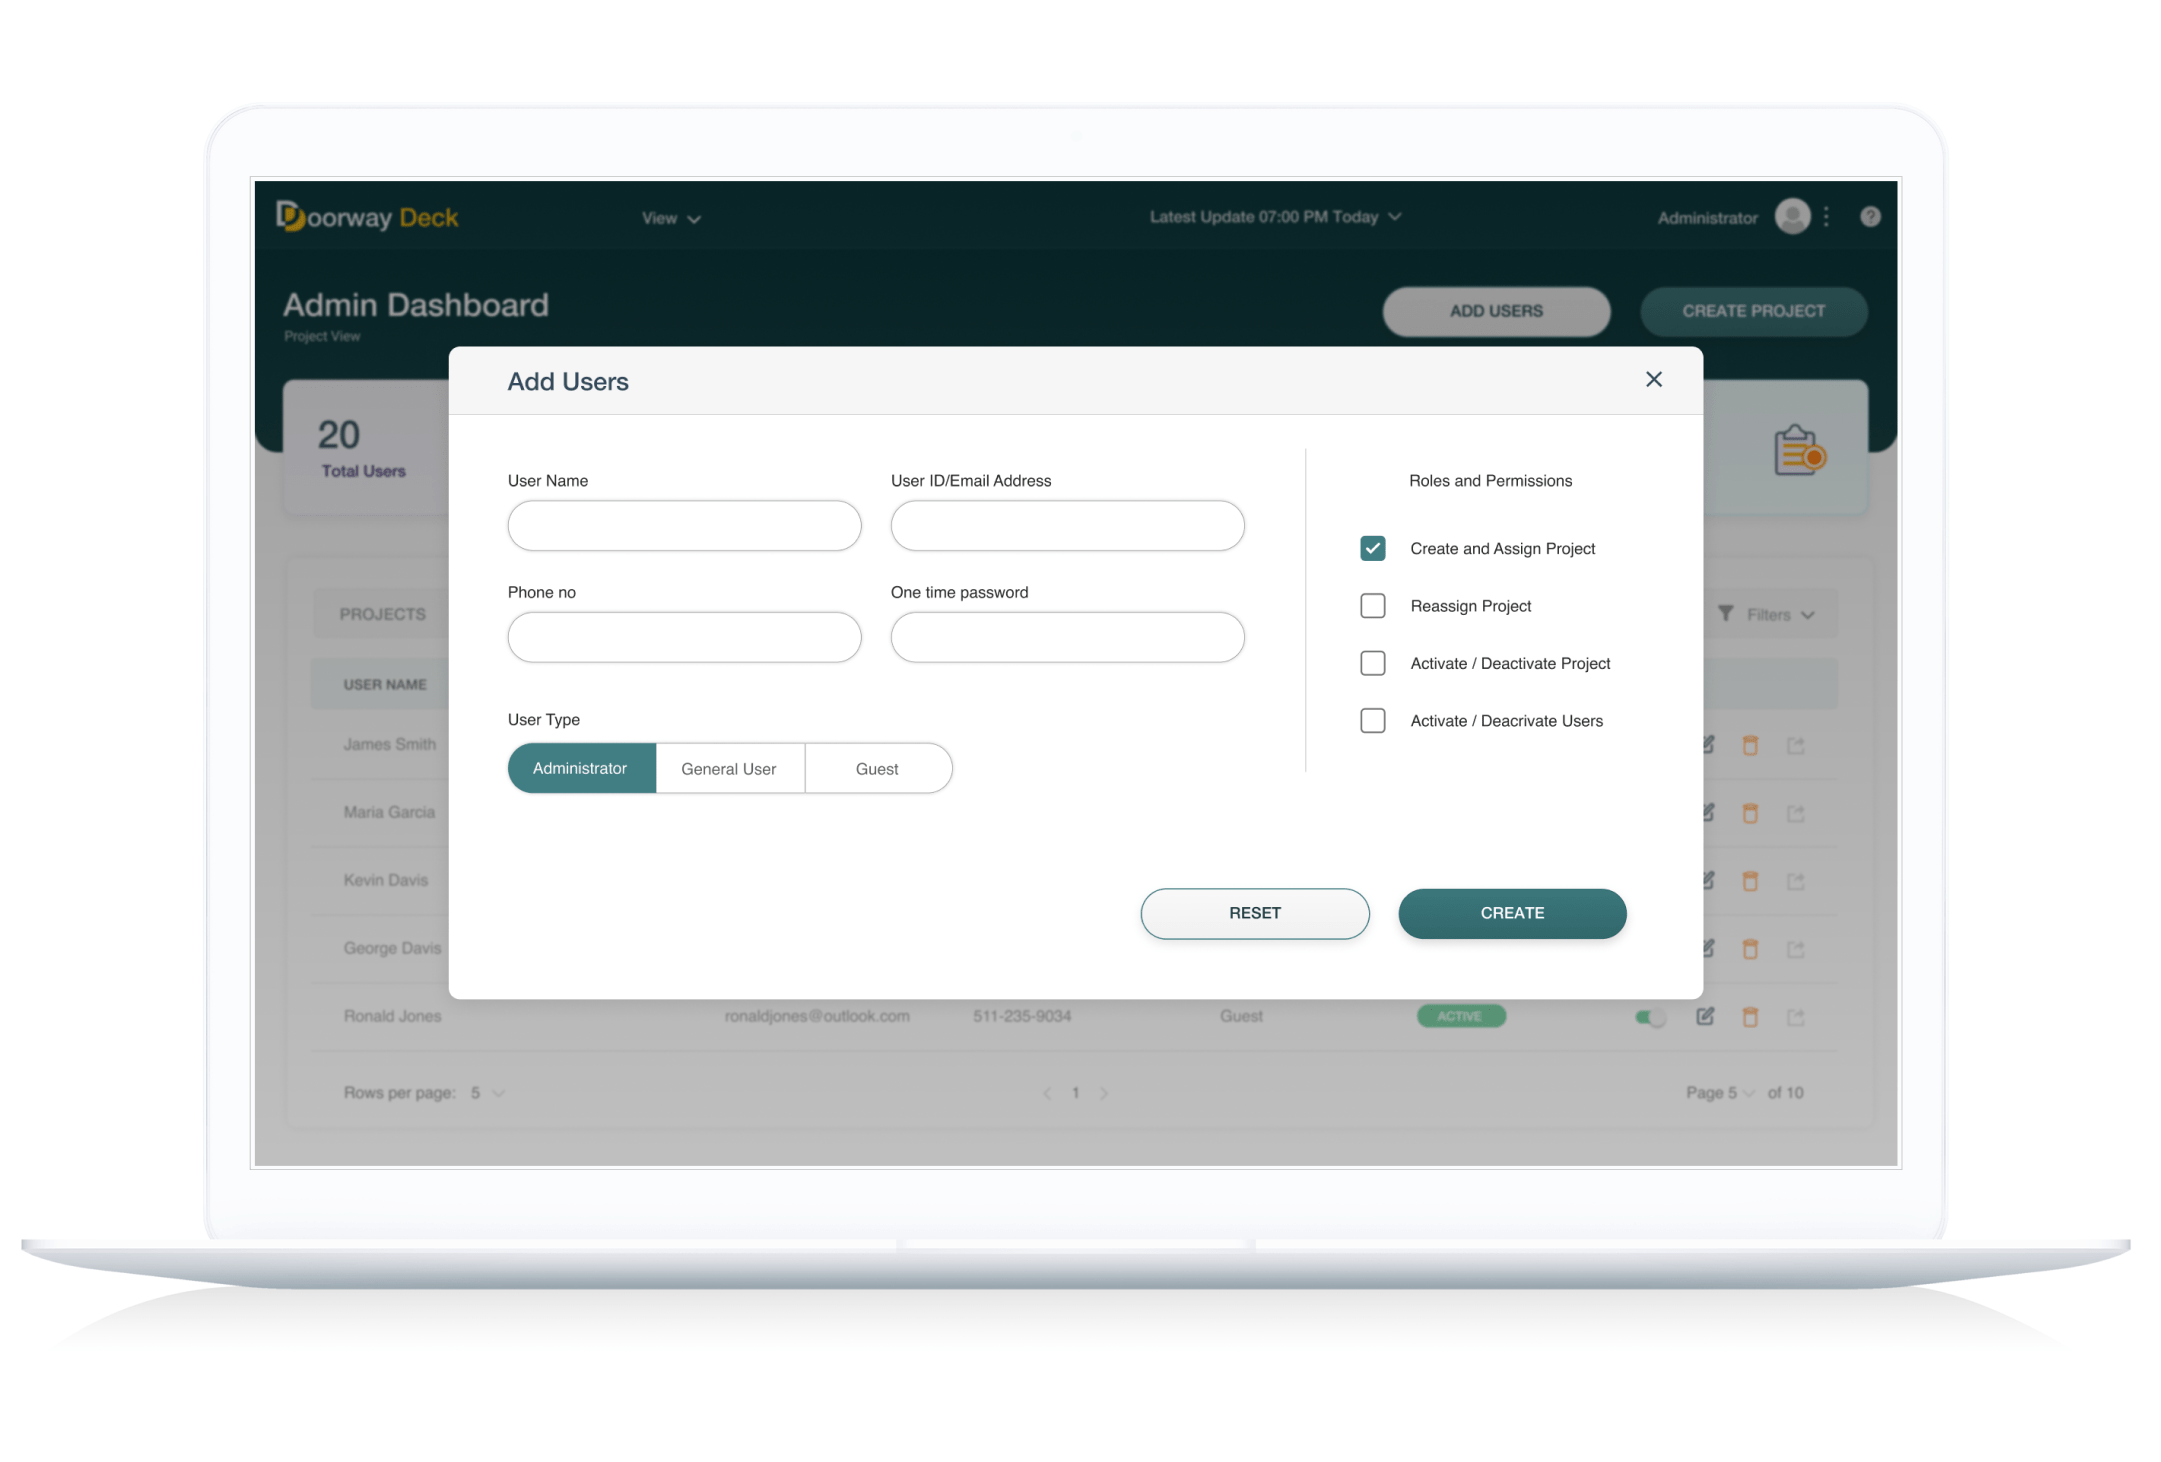 Doorway Deck
View
Latest Update 07:00 PM Today
Administrator
?
Admin Dashboard
Project View
ADD USERS
CREATE PROJECT
20
Total Users
Add Users
User Name
User ID/Email Address
Phone no
One time password
User Type
Administrator
General User
Guest
Roles and Permissions
Create and Assign Project
Reassign Project
Activate / Deactivate Project
Activate / Deacrivate Users
RESET
CREATE
PROJECTS
Filters
USER NAME
James Smith
Maria Garcia
Kevin Davis
George Davis
Ronald Jones ronaldjones@outlook.com 511-235-9034 Guest ACTIVE
Rows per page: 5
< 1 >
Page 5 of 10